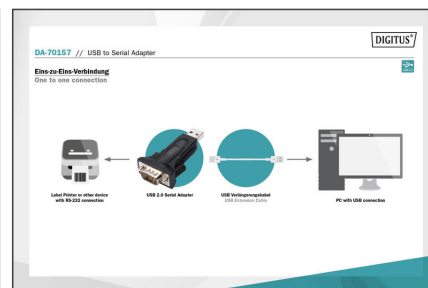 DIGITUS®
DA-70157 // USB to Serial Adapter
Eins-zu-Eins-Verbindung
One to one connection
Label Printer or other device
with RS-232 connection
USB 2.0 Serial Adapter
USB Verlängerungskabel
USB Extension Cable
PC with USB connection